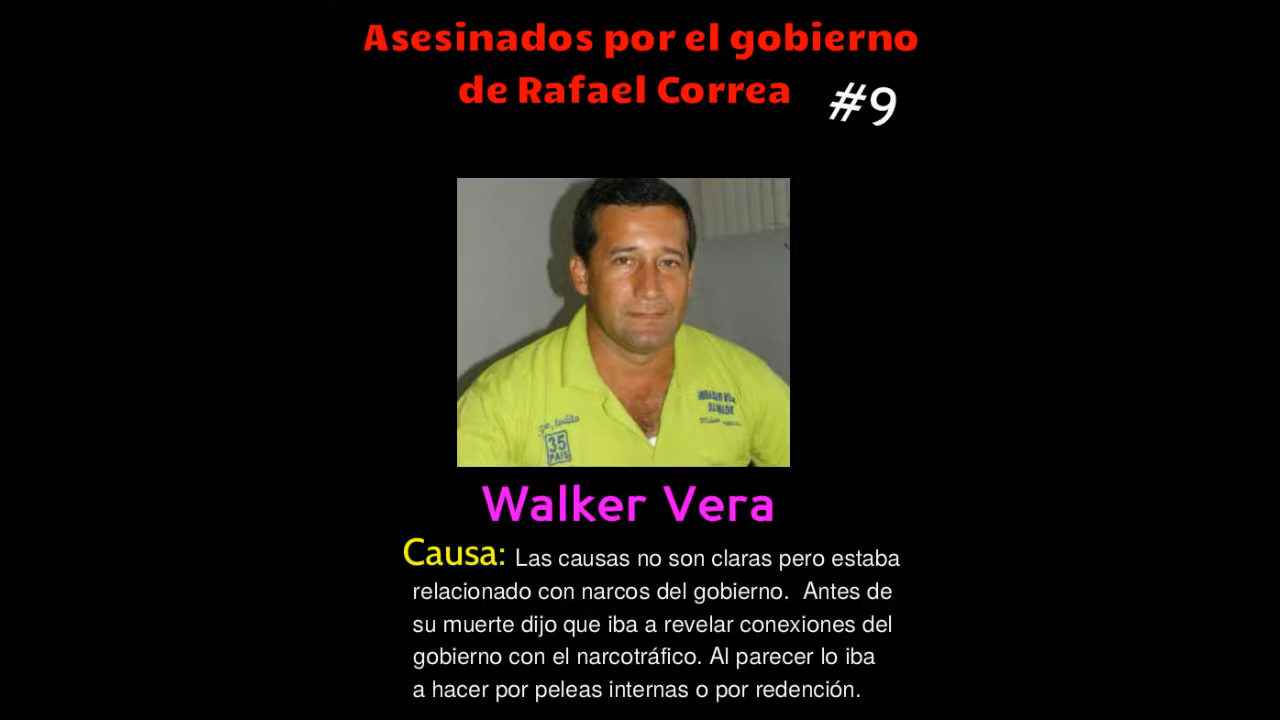 Asesinados por el gobierno
de Rafael Correa #9
35
PAIS
Walker Vera
Causa: Las causas no son claras pero estaba
relacionado con narcos del gobierno. Antes de
su muerte dijo que iba a revelar conexiones del
gobierno con el narcotráfico. Al parecer lo iba
a hacer por peleas internas o por redención.